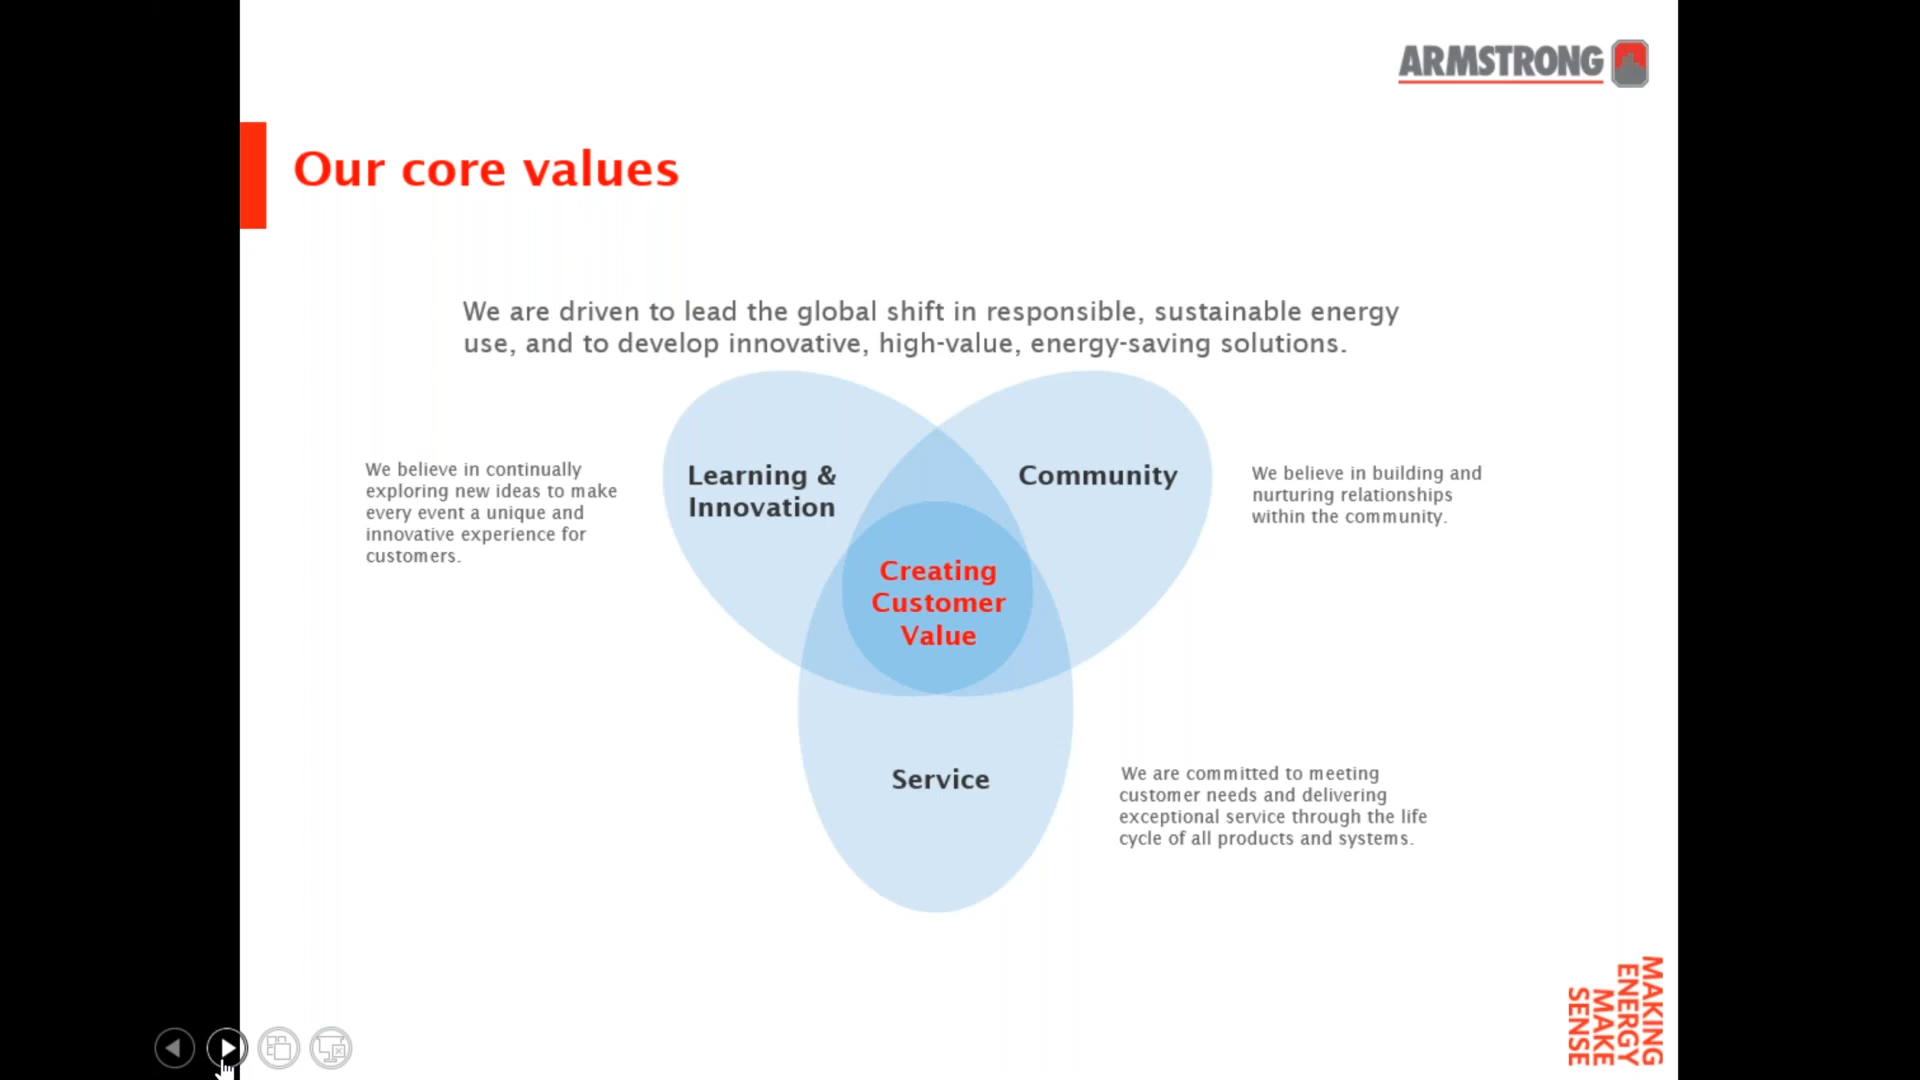 ARMSTRONG
Our core values
We are driven to lead the global shift in responsible, sustainable energy
use, and to develop innovative, high-value, energy-saving solutions.
We believe in continually
exploring new ideas to make
every event a unique and
innovative experience for
customers.
Learning &
Innovation
Community
We believe in building and
nurturing relationships
within the community.
Creating
Customer
Value
Service
We are committed to meeting
customer needs and delivering
exceptional service through the life
cycle of all products and systems.
MAKING
ENERGY
MAKE
SENSE